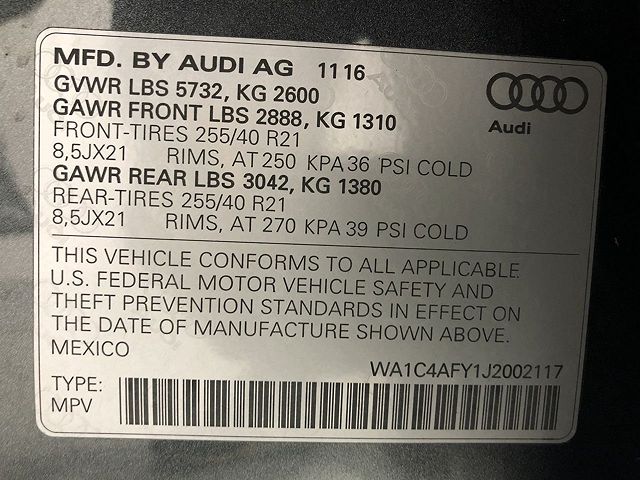 MFD. BY AUDI AG 11 16
GVWR LBS 5732, KG 2600
GAWR FRONT LBS 2888, KG 1310
FRONT-TIRES 255/40 R21
8,5JX21 RIMS, AT 250 KPA 36 PSI COLD
GAWR REAR LBS 3042, KG 1380
REAR-TIRES 255/40 R21
8,5JX21 RIMS, AT 270 KPA 39 PSI COLD
Audi
THIS VEHICLE CONFORMS TO ALL APPLICABLE
U.S. FEDERAL MOTOR VEHICLE SAFETY AND
THEFT PREVENTION STANDARDS IN EFFECT ON
THE DATE OF MANUFACTURE SHOWN ABOVE.
MEXICO
WA1C4AFY1J2002117
TYPE:
MPV